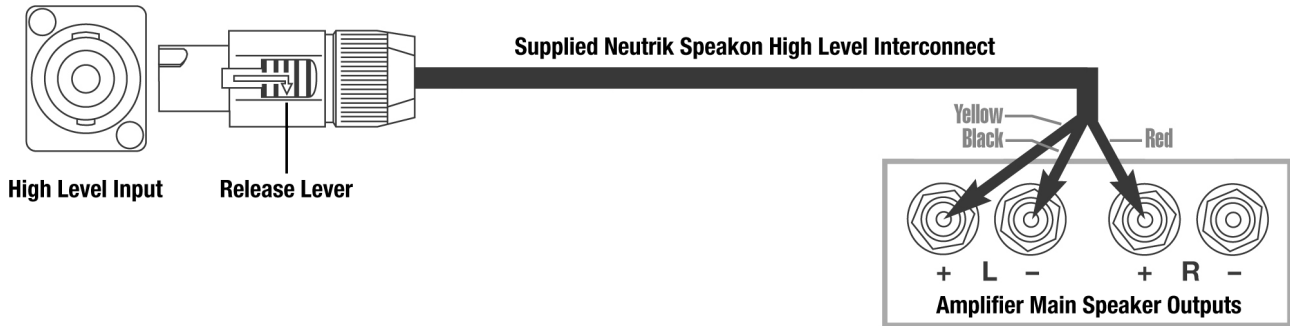 Supplied Neutrik Speakon High Level Interconnect
Yellow
Black
Red
High Level Input
Release Lever
+ L − + R −
Amplifier Main Speaker Outputs